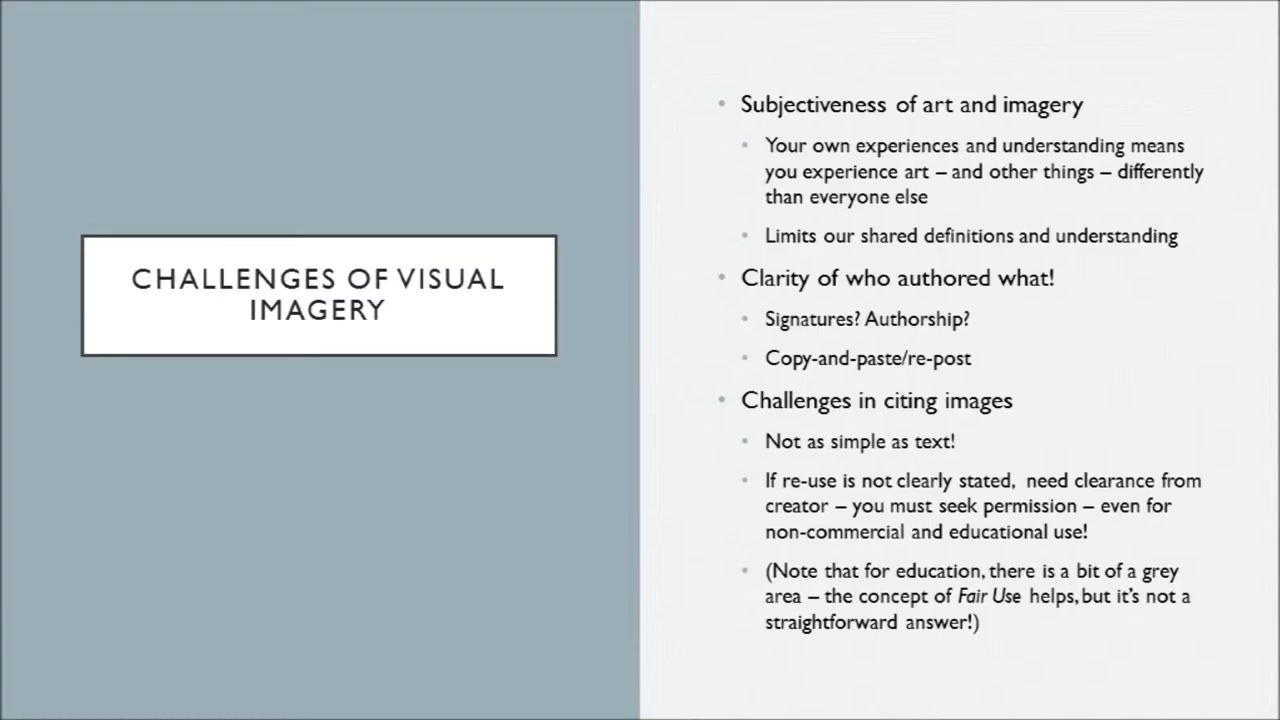 CHALLENGES OF VISUAL
IMAGERY
• Subjectiveness of art and imagery
• Your own experiences and understanding means
you experience art – and other things – differently
than everyone else
• Limits our shared definitions and understanding
• Clarity of who authored what!
• Signatures? Authorship?
• Copy-and-paste/re-post
• Challenges in citing images
• Not as simple as text!
• If re-use is not clearly stated, need clearance from
creator – you must seek permission – even for
non-commercial and educational use!
• (Note that for education, there is a bit of a grey
area – the concept of Fair Use helps, but it's not a
straightforward answer!)